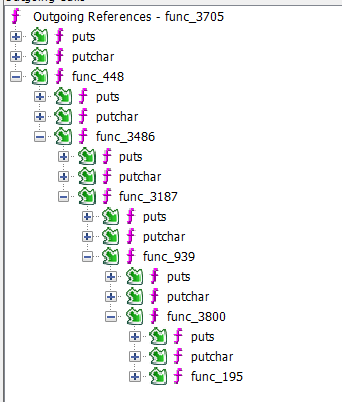 Outgoing References - func_3705
puts
putchar
func_448
puts
putchar
func_3486
puts
putchar
func_3187
puts
putchar
func_939
puts
putchar
func_3800
puts
putchar
func_195